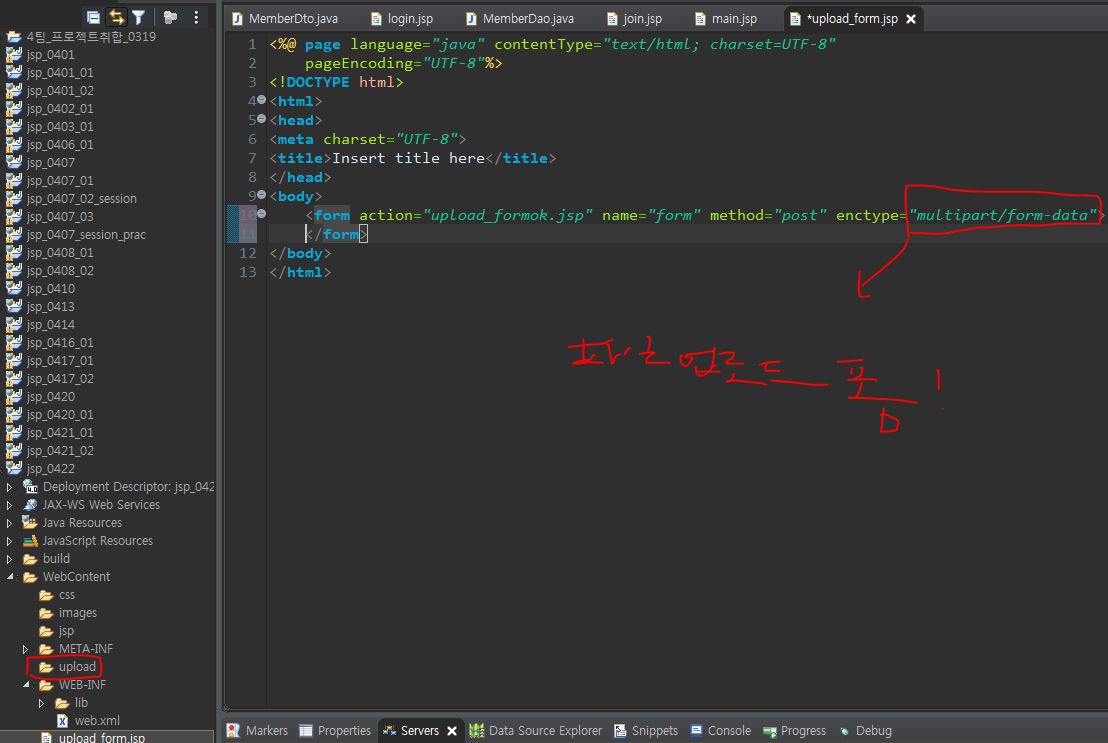 4팀_프로젝트취합_0319
jsp_0401
jsp_0401_01
jsp_0401_02
jsp_0402_01
jsp_0403_01
jsp_0406_01
jsp_0407
jsp_0407_01
jsp_0407_02_session
jsp_0407_03
jsp_0407_session_prac
jsp_0408_01
jsp_0408_02
jsp_0410
jsp_0413
jsp_0414
jsp_0416_01
jsp_0417_01
jsp_0417_02
jsp_0420
jsp_0420_01
jsp_0421_01
jsp_0421_02
jsp_0422
Deployment Descriptor: jsp_042
JAX-WS Web Services
Java Resources
JavaScript Resources
build
WebContent
css
images
jsp
META-INF
upload
WEB-INF
lib
web.xml
upload_form.jsp
MemberDto.java login.jsp MemberDao.java join.jsp main.jsp *upload_form.jsp
1 <%@ page language="java" contentType="text/html; charset=UTF-8"
2 pageEncoding="UTF-8"%>
3 <!DOCTYPE html>
4 <html>
5 <head>
6 <meta charset="UTF-8">
7 <title>Insert title here</title>
8 </head>
9 <body>
10 <form action="upload_formok.jsp" name="form" method="post" enctype="multipart/form-data">
11 </form>
12 </body>
13 </html>
파일 업로드 폼!
Markers Properties Servers Data Source Explorer Snippets Console Progress Debug